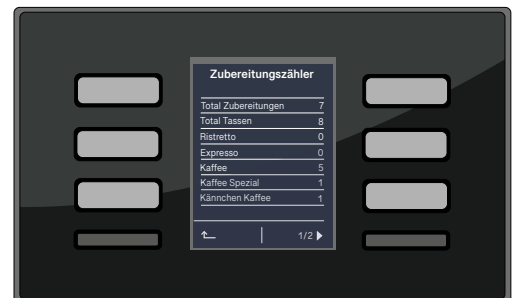 Zubereitungszähler
Total Zubereitungen 7
Total Tassen 8
Ristretto 0
Expresso 0
Kaffee 5
Kaffee Spezial 1
Kännchen Kaffee 1
1/2